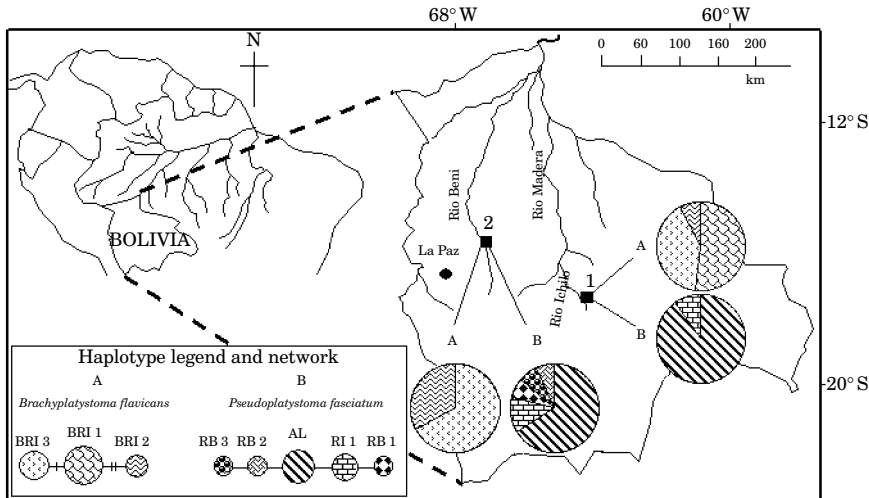 68°W 60°W
N
0 60 100 160 200
km
12°S
Rio Beni
Rio Madera
BOLIVIA
2
La Paz
A
1
Rio Ichilo
B
A B
Haplotype legend and network
A B
Brachyplatystoma flavicans Pseudoplatystoma fasciatum
BRI 3 BRI 1 BRI 2 RB 3 RB 2 AL RI 1 RB 1
20°S